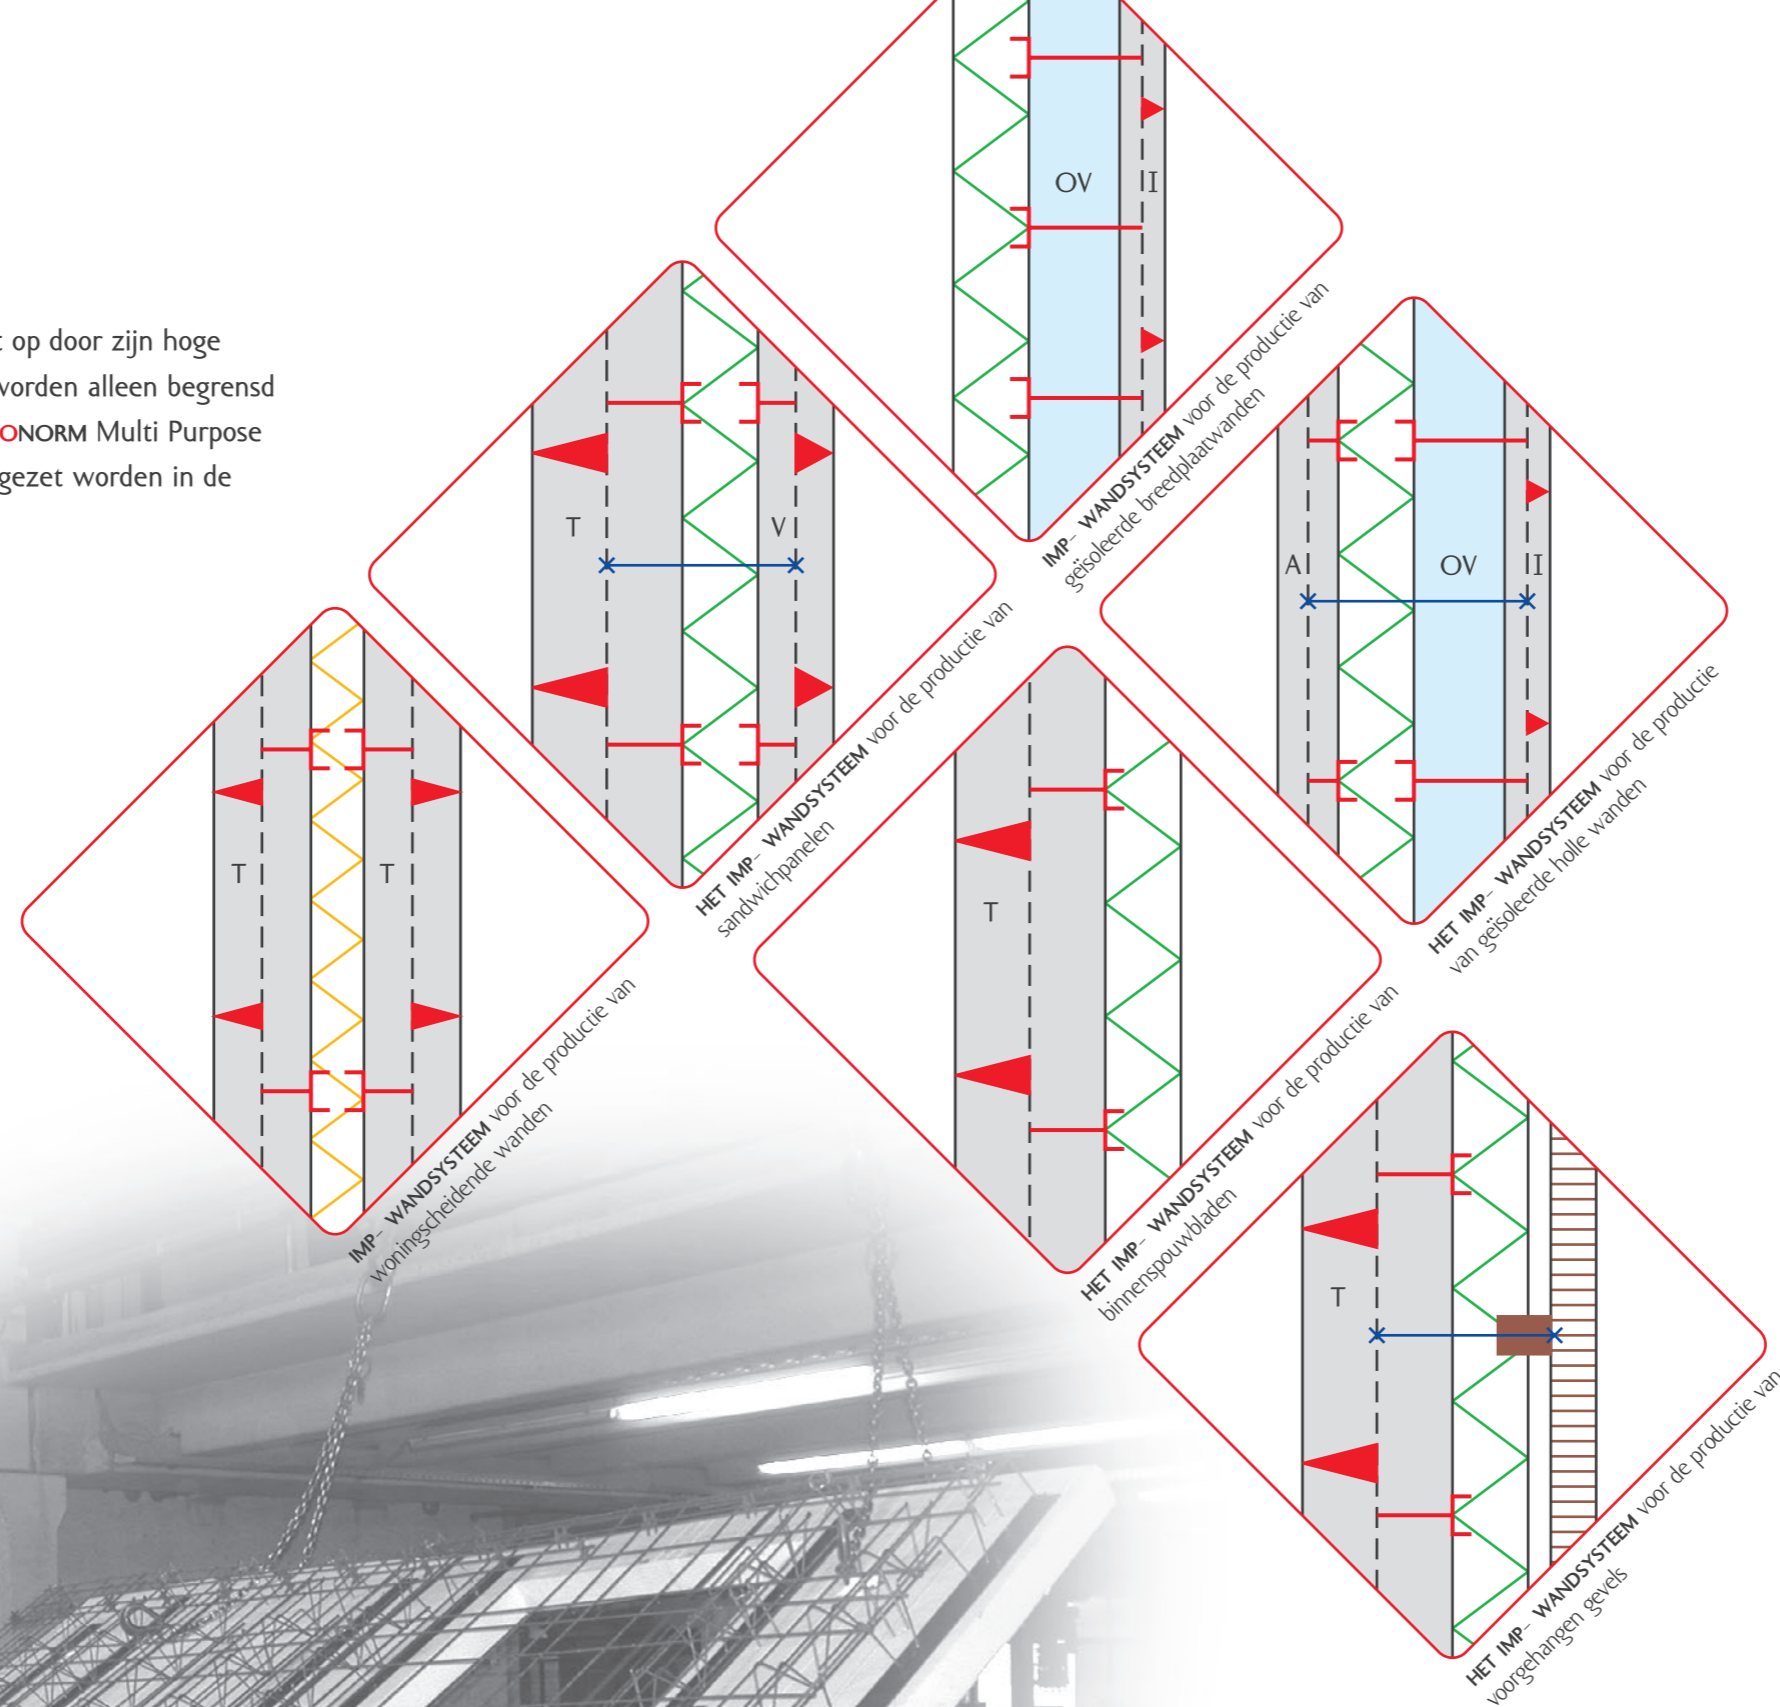 t op door zijn hoge
worden alleen begrensd
ONORM Multi Purpose
gezet worden in de
OV I
IMP- WANDSYSTEEM voor de productie van
geïsoleerde breedplaatwanden
T V
HET IMP- WANDSYSTEEM voor de productie van
sandwichpanelen
A OV I
HET IMP- WANDSYSTEEM voor de productie
van geïsoleerde holle wanden
T T
IMP- WANDSYSTEEM voor de productie van
woningscheidende wanden
T
HET IMP- WANDSYSTEEM voor de productie van
binnenspouwbladen
T
HET IMP- WANDSYSTEEM voor de productie van
voorgehangen gevels